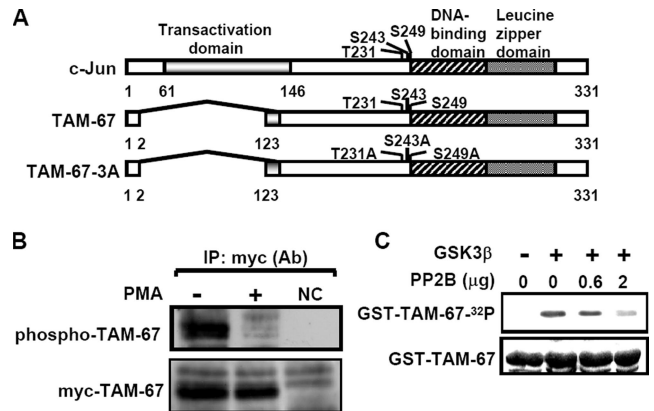 A
Transactivation
domain
S243
S249
T231
DNA-
binding
domain
Leucine
zipper
domain
c-Jun
1 61 146 331
T231 S243 S249
TAM-67
1 2 123 331
T231A S243A S249A
TAM-67-3A
1 2 123 331
B
IP: myc (Ab)
PMA - + NC
phospho-TAM-67
myc-TAM-67
C
GSK3β - + + +
PP2B (μg) 0 0 0.6 2
GST-TAM-67-³²P
GST-TAM-67